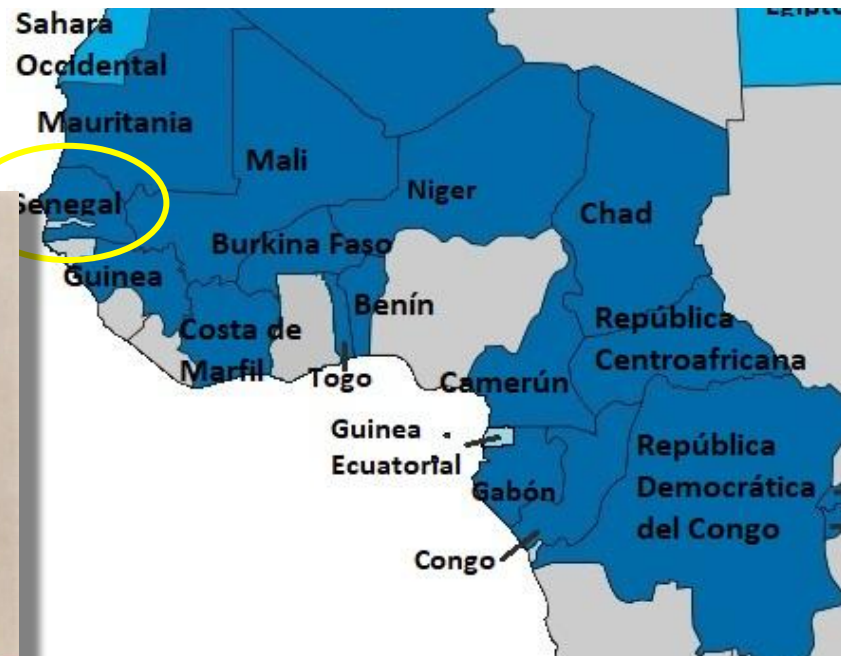 Sahara
Occidental
Mauritania
Mali
Niger
Chad
Senegal
Burkina Faso
Guinea
Benín
Costa de
Marfil
Togo
Camerún
República
Centroafricana
Guinea
Ecuatorial
Gabón
República
Democrática
del Congo
Congo